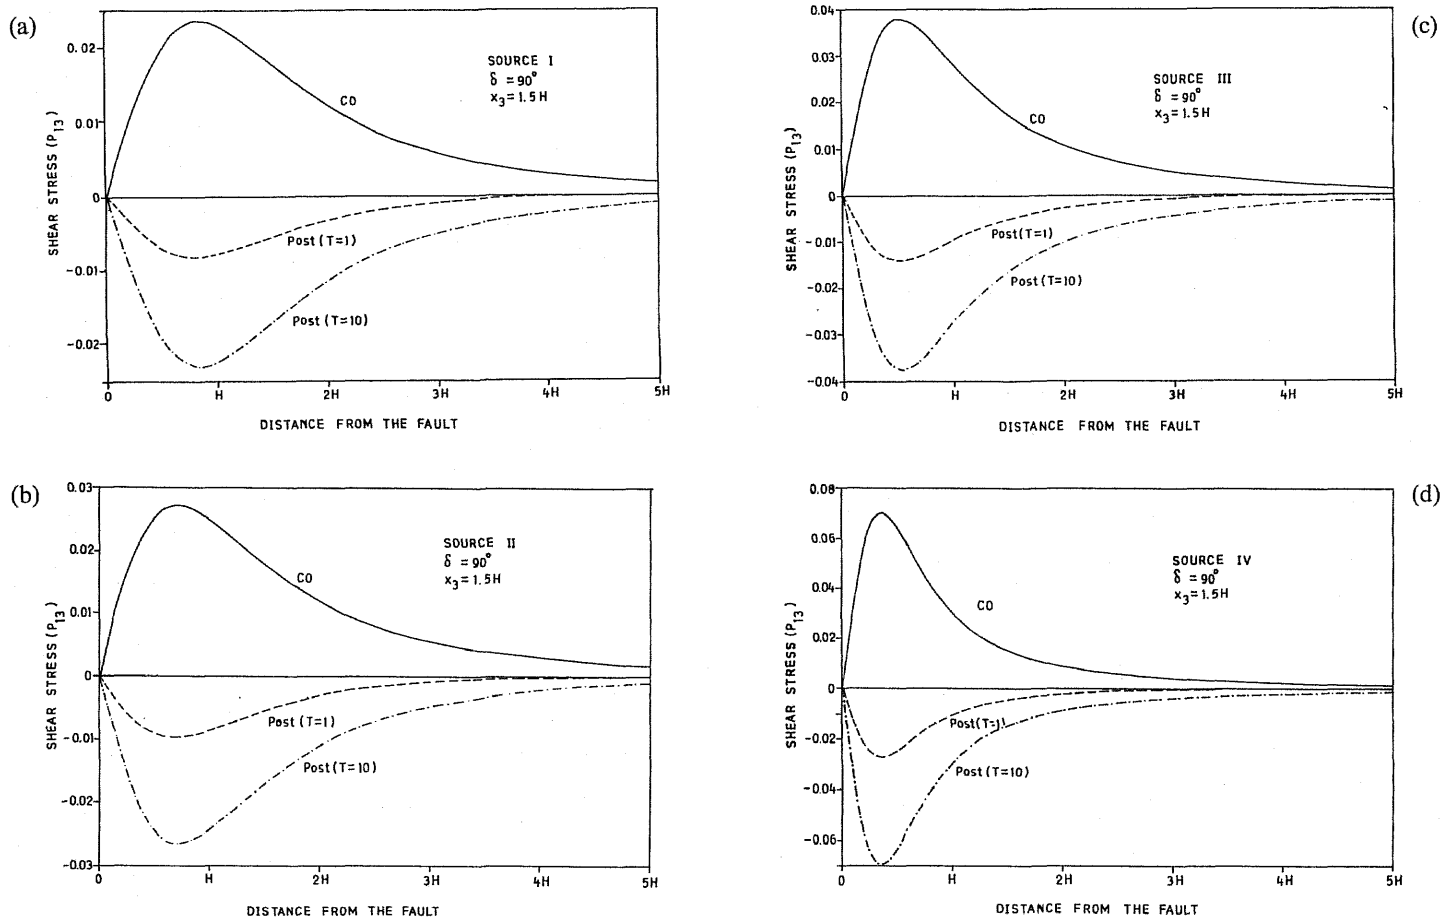 (a)
0.02
0.01
0
-0.01
-0.02
SHEAR STRESS (P13)
SOURCE I
δ = 90°
x3=1.5H
CO
Post(T=1)
Post(T=10)
0 H 2H 3H 4H 5H
DISTANCE FROM THE FAULT
(c)
0.04
0.03
0.02
0.01
0
-0.01
-0.02
-0.03
-0.04
SHEAR STRESS (P13)
SOURCE III
δ = 90°
x3=1.5H
CO
Post(T=1)
Post(T=10)
0 H 2H 3H 4H 5H
DISTANCE FROM THE FAULT
(b)
0.03
0.02
0.01
0
-0.01
-0.02
-0.03
SHEAR STRESS (P13)
SOURCE II
δ = 90°
x3=1.5H
CO
Post(T=1)
Post(T=10)
0 H 2H 3H 4H 5H
DISTANCE FROM THE FAULT
(d)
0.08
0.06
0.04
0.02
0
-0.02
-0.04
-0.06
SHEAR STRESS (P13)
SOURCE IV
δ = 90°
x3=1.5H
CO
Post(T=1)
Post(T=10)
0 H 2H 3H 4H 5H
DISTANCE FROM THE FAULT